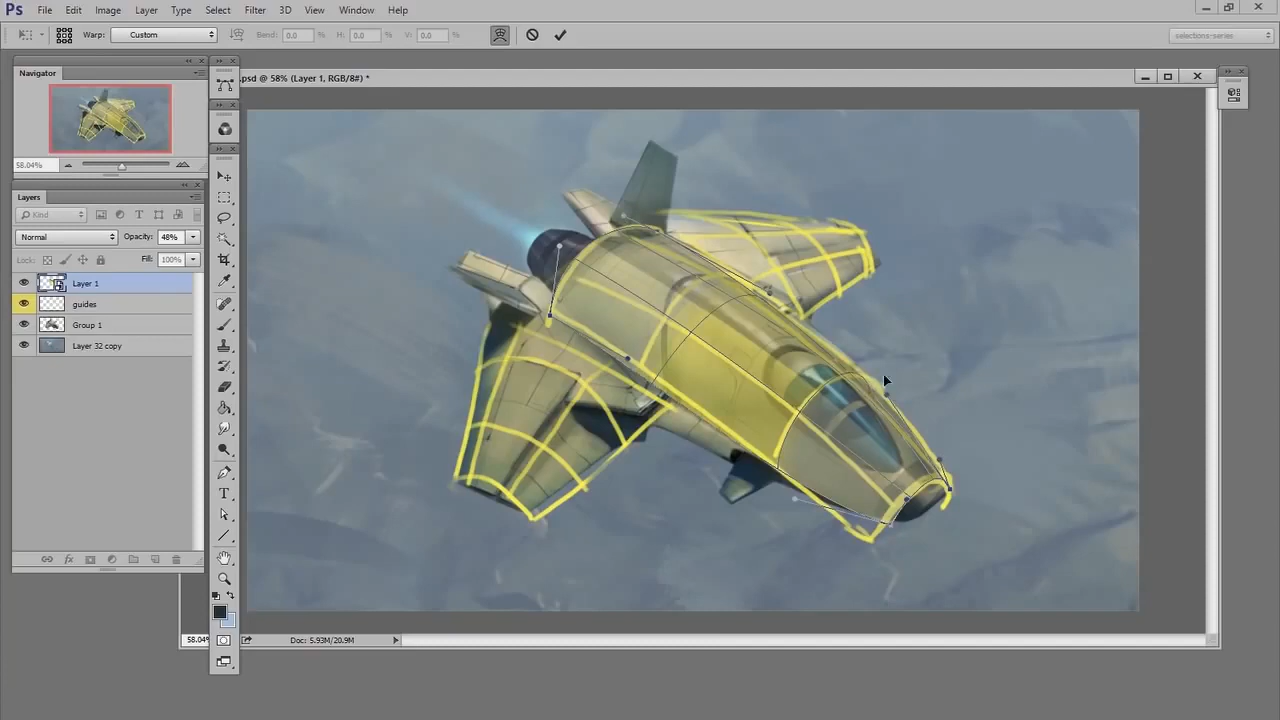 Ps File Edit Image Layer Type Select Filter 3D View Window Help
Warp: Custom Bend: 0.0 % H: 0.0 % V: 0.0 % selections-series
Navigator
.psd @ 58% (Layer 1, RGB/8#) *
58.04%
Layers
Kind
Normal Opacity: 48%
Lock: Fill: 100%
Layer 1
guides
Group 1
Layer 32 copy
fx
T
58.04% Doc: 5.93M/20.9M